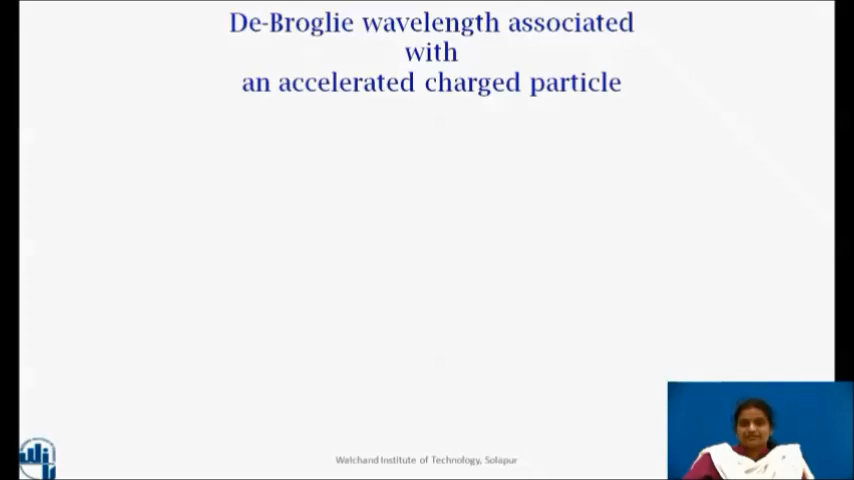 De-Broglie wavelength associated
with
an accelerated charged particle
Walchand Institute of Technology, Solapur